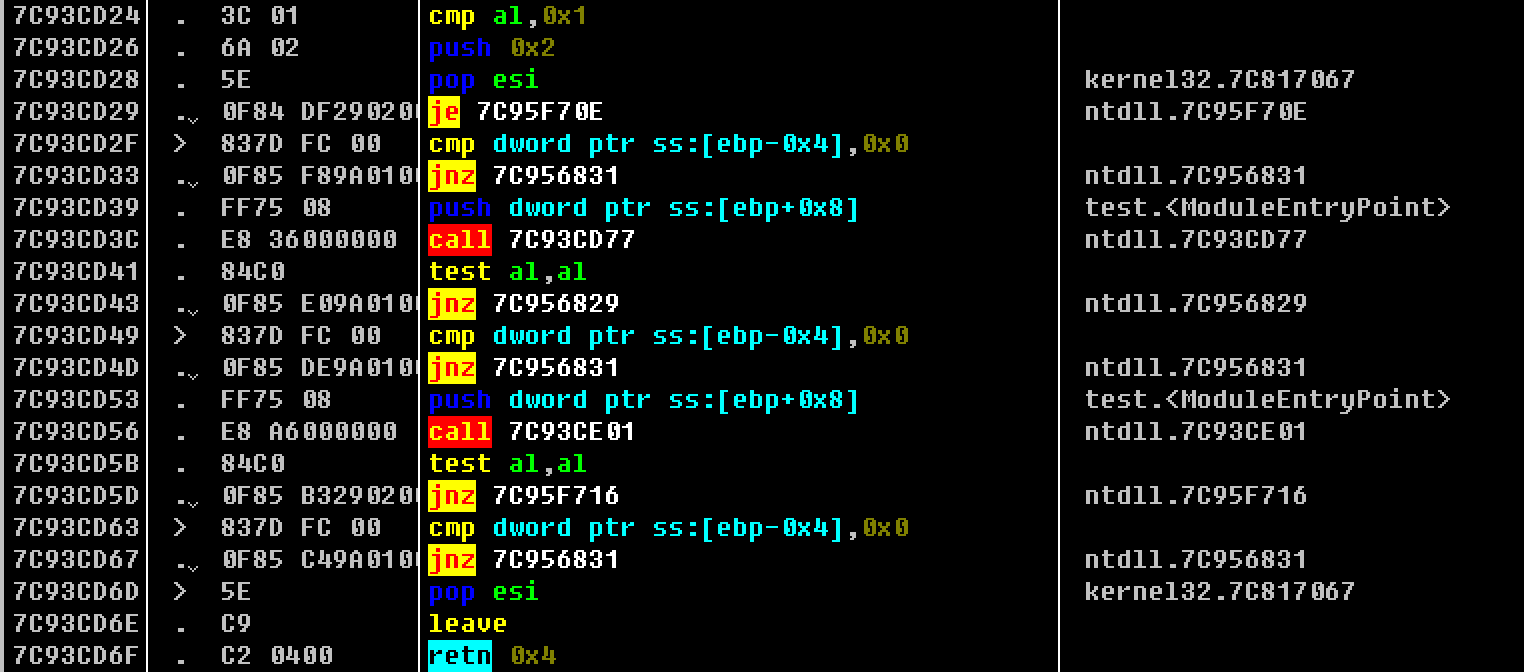 7C93CD24 . 3C 01 cmp al,0x1
7C93CD26 . 6A 02 push 0x2
7C93CD28 . 5E pop esi kernel32.7C817067
7C93CD29 . 0F84 DF290200 je 7C95F70E ntdll.7C95F70E
7C93CD2F > 837D FC 00 cmp dword ptr ss:[ebp-0x4],0x0
7C93CD33 . 0F85 F89A0100 jnz 7C956831 ntdll.7C956831
7C93CD39 . FF75 08 push dword ptr ss:[ebp+0x8] test.<ModuleEntryPoint>
7C93CD3C . E8 36000000 call 7C93CD77 ntdll.7C93CD77
7C93CD41 . 84C0 test al,al
7C93CD43 . 0F85 E09A0100 jnz 7C956829 ntdll.7C956829
7C93CD49 > 837D FC 00 cmp dword ptr ss:[ebp-0x4],0x0
7C93CD4D . 0F85 DE9A0100 jnz 7C956831 ntdll.7C956831
7C93CD53 . FF75 08 push dword ptr ss:[ebp+0x8] test.<ModuleEntryPoint>
7C93CD56 . E8 A6000000 call 7C93CE01 ntdll.7C93CE01
7C93CD5B . 84C0 test al,al
7C93CD5D . 0F85 B3290200 jnz 7C95F716 ntdll.7C95F716
7C93CD63 > 837D FC 00 cmp dword ptr ss:[ebp-0x4],0x0
7C93CD67 . 0F85 C49A0100 jnz 7C956831 ntdll.7C956831
7C93CD6D > 5E pop esi kernel32.7C817067
7C93CD6E . C9 leave
7C93CD6F . C2 0400 retn 0x4